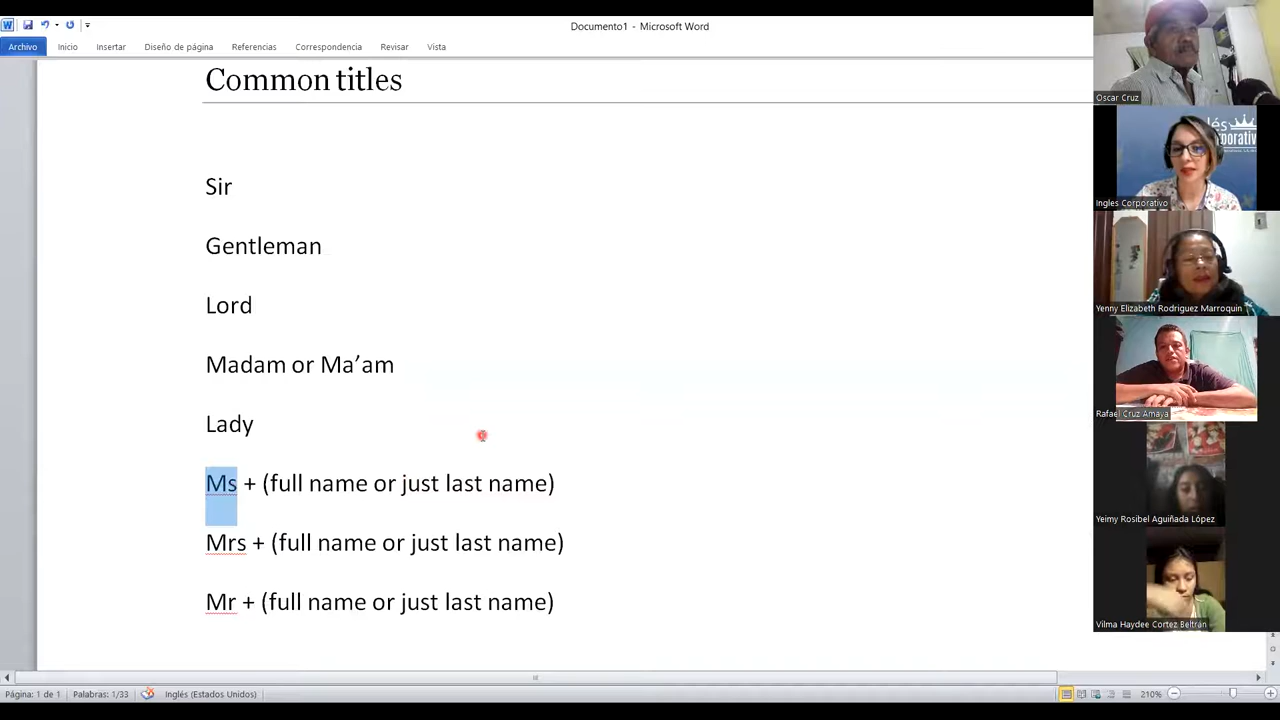 Documento1 - Microsoft Word
Archivo Inicio Insertar Diseño de página Referencias Correspondencia Revisar Vista
Common titles
Sir
Gentleman
Lord
Madam or Ma’am
Lady
Ms + (full name or just last name)
Mrs + (full name or just last name)
Mr + (full name or just last name)
Página: 1 de 1 Palabras: 1/33 Inglés (Estados Unidos) 210%
Oscar Cruz
Ingles Corporativo
Yenny Elizabeth Rodriguez Marroquin
Rafael Cruz Amaya
Yeimy Rosibel Aguiñada López
Vilma Haydee Cortez Beltrán